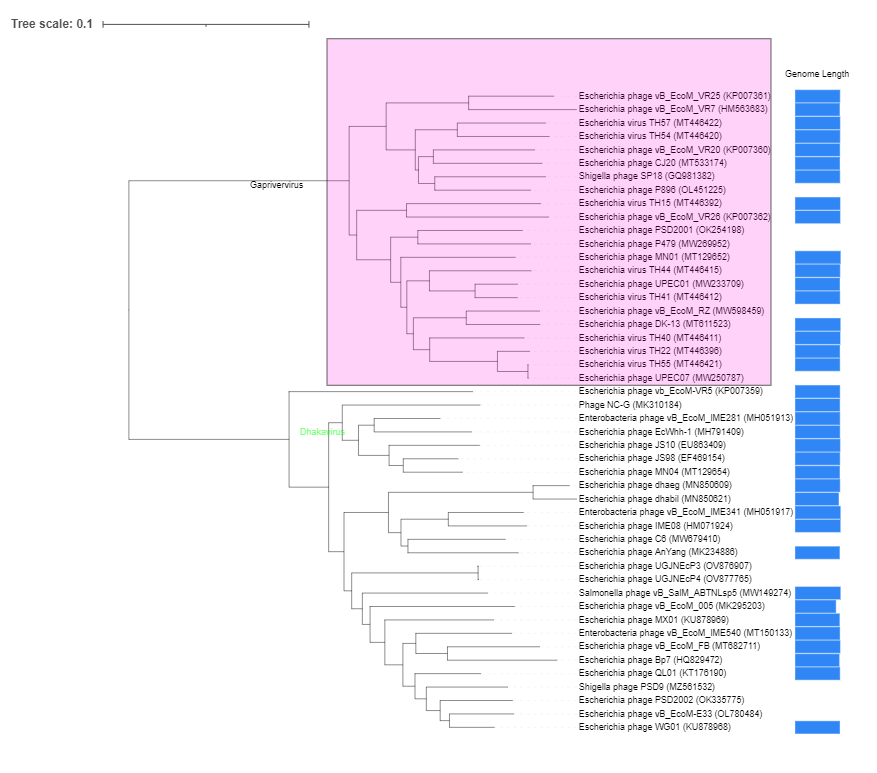 Tree scale: 0.1
Genome Length
Escherichia phage vB_EcoM_VR25 (KP007361)
Escherichia phage vB_EcoM_VR7 (HM563683)
Escherichia virus TH57 (MT446422)
Escherichia virus TH54 (MT446420)
Escherichia phage vB_EcoM_VR20 (KP007360)
Escherichia phage CJ20 (MT533174)
Shigella phage SP18 (GQ981382)
Gaprivervirus
Escherichia phage P896 (OL451225)
Escherichia virus TH15 (MT446392)
Escherichia phage vB_EcoM_VR26 (KP007362)
Escherichia phage PSD2001 (OK254198)
Escherichia phage P479 (MW269952)
Escherichia phage MN01 (MT129652)
Escherichia virus TH44 (MT446415)
Escherichia phage UPEC01 (MW233709)
Escherichia virus TH41 (MT446412)
Escherichia phage vB_EcoM_RZ (MW598459)
Escherichia phage DK-13 (MT611523)
Escherichia virus TH40 (MT446411)
Escherichia virus TH22 (MT446396)
Escherichia virus TH55 (MT446421)
Escherichia phage UPEC07 (MW250787)
Escherichia phage vb_EcoM-VR5 (KP007359)
Phage NC-G (MK310184)
Enterobacteria phage vB_EcoM_IME281 (MH051913)
Dhakavirus
Escherichia phage EcWhh-1 (MH791409)
Escherichia phage JS10 (EU863409)
Escherichia phage JS98 (EF469154)
Escherichia phage MN04 (MT129654)
Escherichia phage dhaeg (MN850609)
Escherichia phage dhabil (MN850621)
Enterobacteria phage vB_EcoM_IME341 (MH051917)
Escherichia phage IME08 (HM071924)
Escherichia phage C6 (MW679410)
Escherichia phage AnYang (MK234886)
Escherichia phage UGJNEcP3 (OV876907)
Escherichia phage UGJNEcP4 (OV877765)
Salmonella phage vB_SalM_ABTNLsp5 (MW149274)
Escherichia phage vB_EcoM_005 (MK295203)
Escherichia phage MX01 (KU878969)
Enterobacteria phage vB_EcoM_IME540 (MT150133)
Escherichia phage vB_EcoM_FB (MT682711)
Escherichia phage Bp7 (HQ829472)
Escherichia phage QL01 (KT176190)
Shigella phage PSD9 (MZ561532)
Escherichia phage PSD2002 (OK335775)
Escherichia phage vB_EcoM-E33 (OL780484)
Escherichia phage WG01 (KU878968)